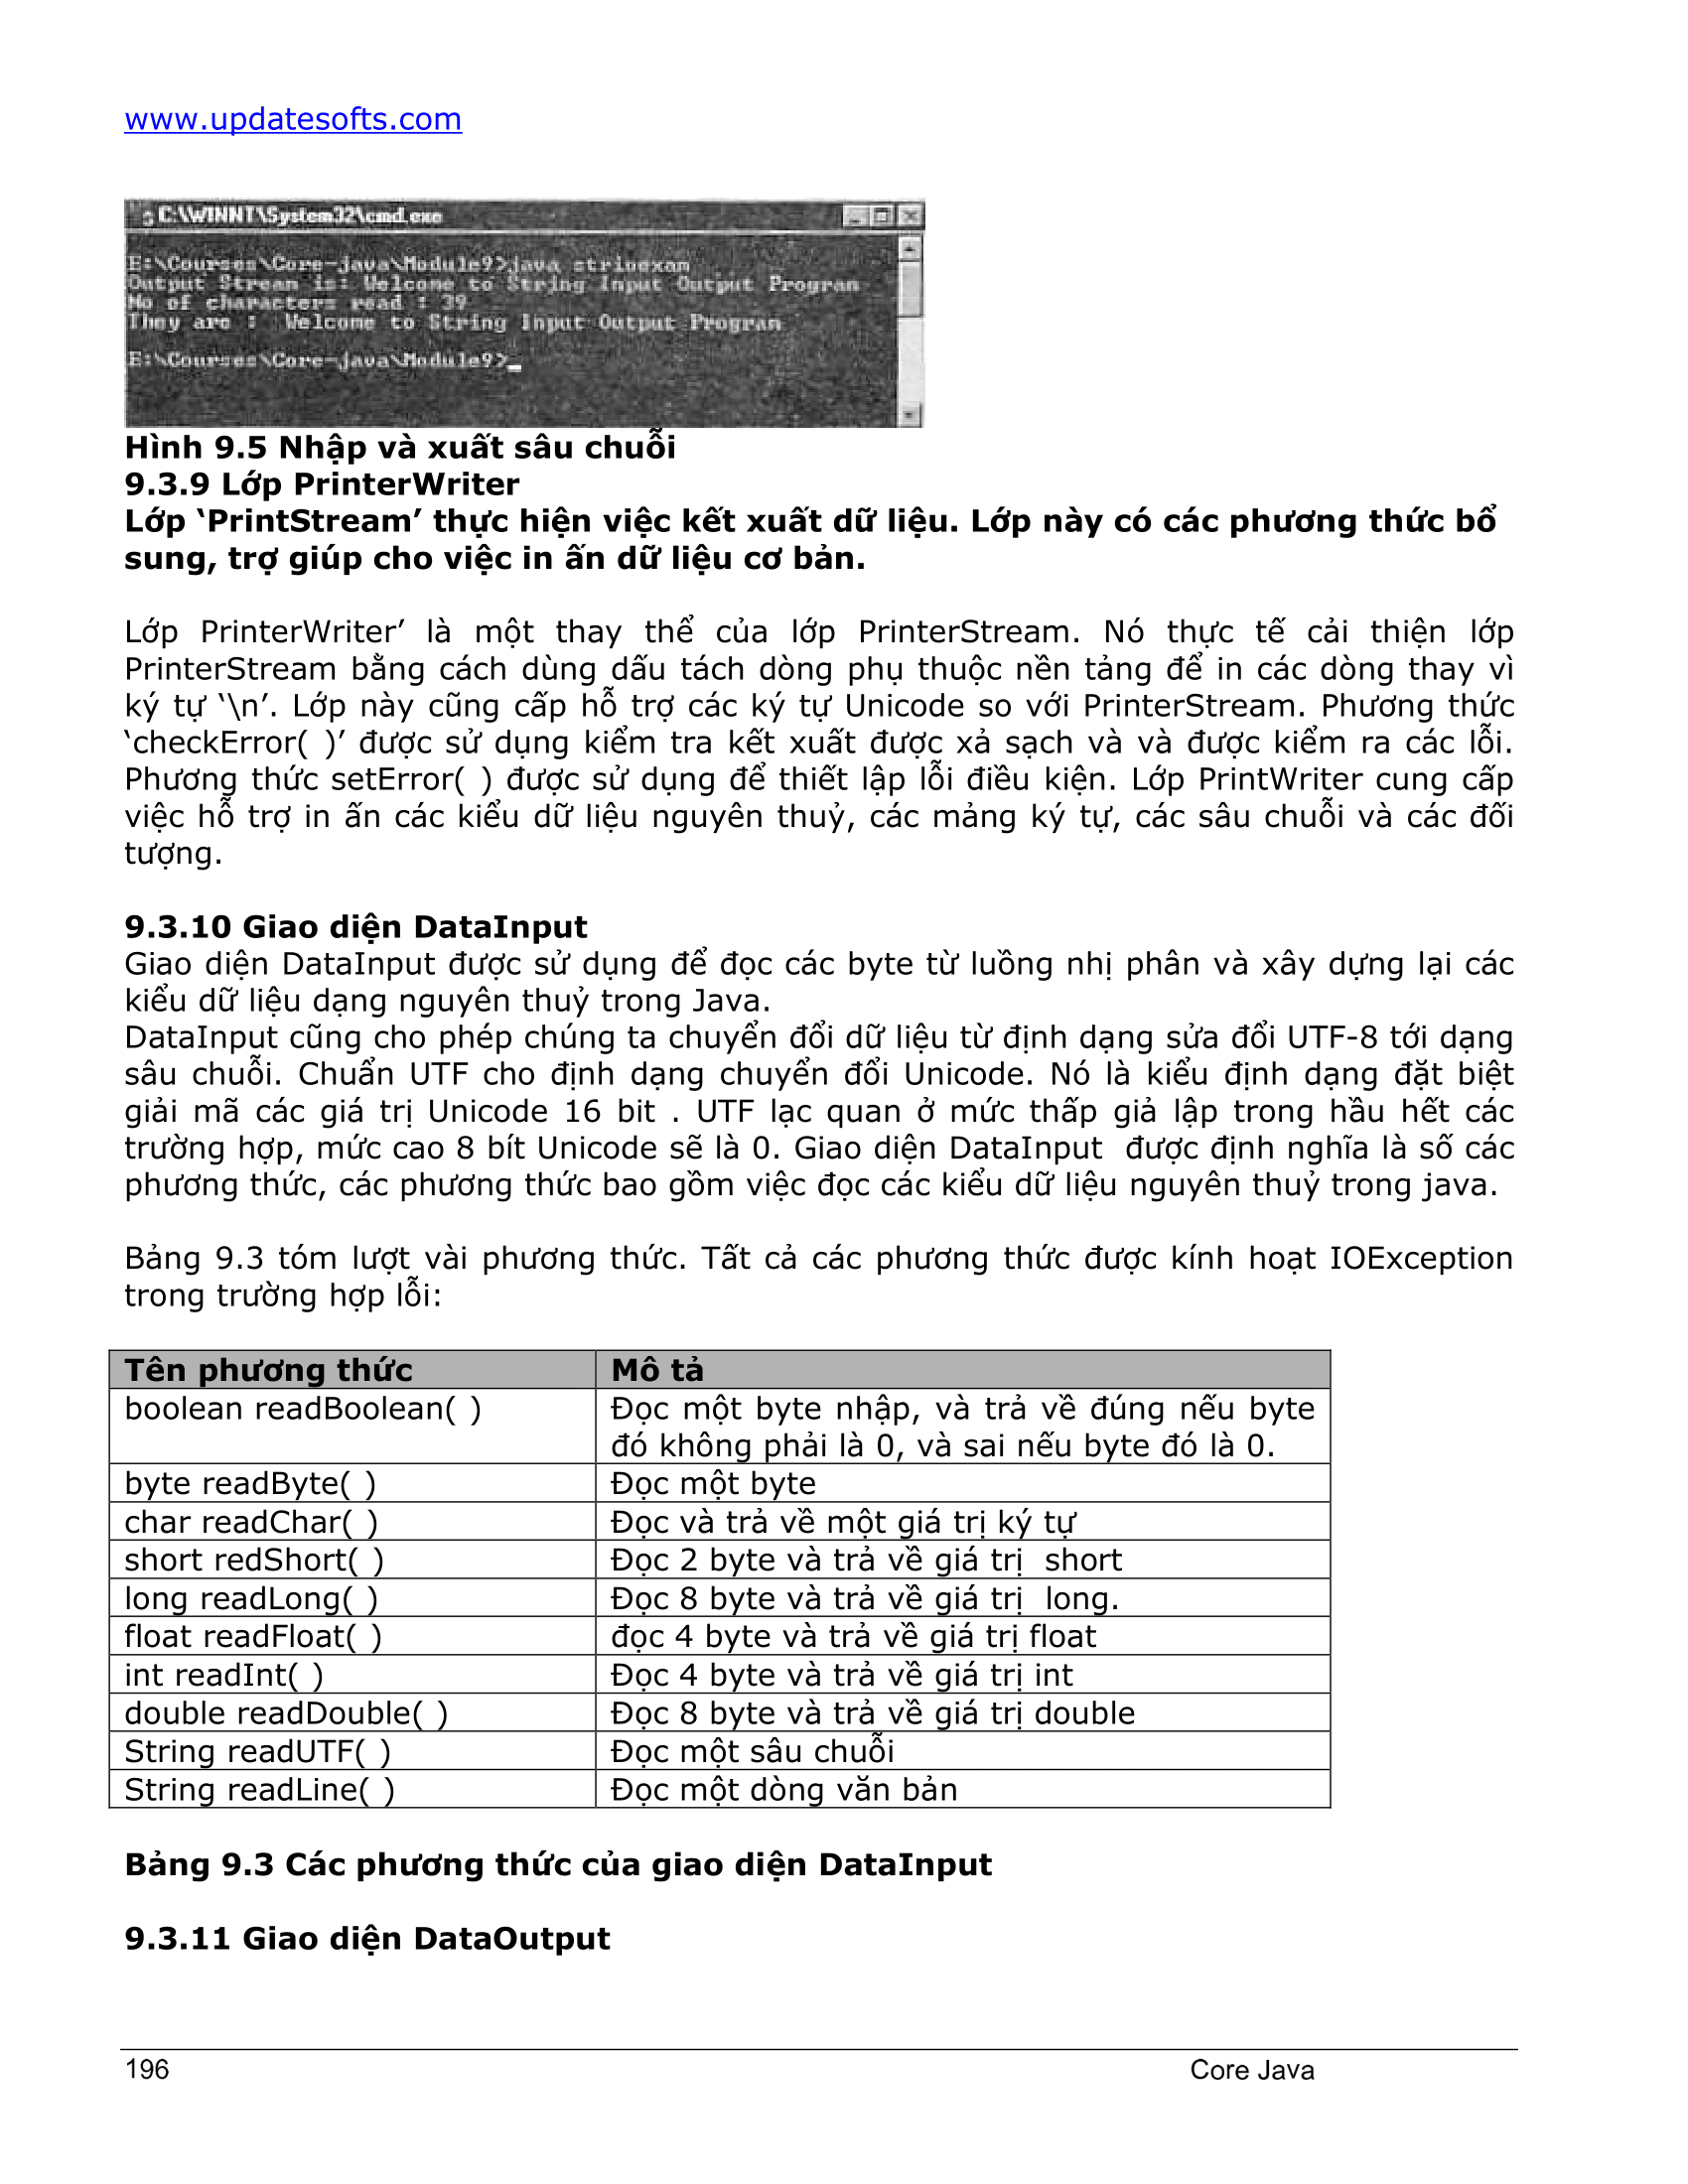 www.updatesofts.com
C:\WINNT\System32\cmd.exe
E:\Courses\Core-java\Module9>java strioexam
Output Stream is: Welcome to String Input Output Program
No of characters read : 39
They are : Welcome to String Input Output Program
E:\Courses\Core-java\Module9>
Hình 9.5 Nhập và xuất sâu chuỗi
9.3.9 Lớp PrinterWriter
Lớp ‘PrintStream’ thực hiện việc kết xuất dữ liệu. Lớp này có các phương thức bổ
sung, trợ giúp cho việc in ấn dữ liệu cơ bản.
Lớp PrinterWriter’ là một thay thể của lớp PrinterStream. Nó thực tế cải thiện lớp
PrinterStream bằng cách dùng dấu tách dòng phụ thuộc nền tảng để in các dòng thay vì
ký tự ‘\n’. Lớp này cũng cấp hỗ trợ các ký tự Unicode so với PrinterStream. Phương thức
‘checkError( )’ được sử dụng kiểm tra kết xuất được xả sạch và và được kiểm ra các lỗi.
Phương thức setError( ) được sử dụng để thiết lập lỗi điều kiện. Lớp PrintWriter cung cấp
việc hỗ trợ in ấn các kiểu dữ liệu nguyên thuỷ, các mảng ký tự, các sâu chuỗi và các đối
tượng.
9.3.10 Giao diện DataInput
Giao diện DataInput được sử dụng để đọc các byte từ luồng nhị phân và xây dựng lại các
kiểu dữ liệu dạng nguyên thuỷ trong Java.
DataInput cũng cho phép chúng ta chuyển đổi dữ liệu từ định dạng sửa đổi UTF-8 tới dạng
sâu chuỗi. Chuẩn UTF cho định dạng chuyển đổi Unicode. Nó là kiểu định dạng đặt biệt
giải mã các giá trị Unicode 16 bit . UTF lạc quan ở mức thấp giả lập trong hầu hết các
trường hợp, mức cao 8 bít Unicode sẽ là 0. Giao diện DataInput được định nghĩa là số các
phương thức, các phương thức bao gồm việc đọc các kiểu dữ liệu nguyên thuỷ trong java.
Bảng 9.3 tóm lượt vài phương thức. Tất cả các phương thức được kính hoạt IOException
trong trường hợp lỗi:
Tên phương thức Mô tả
boolean readBoolean( ) Đọc một byte nhập, và trả về đúng nếu byte
đó không phải là 0, và sai nếu byte đó là 0.
byte readByte( ) Đọc một byte
char readChar( ) Đọc và trả về một giá trị ký tự
short redShort( ) Đọc 2 byte và trả về giá trị short
long readLong( ) Đọc 8 byte và trả về giá trị long.
float readFloat( ) đọc 4 byte và trả về giá trị float
int readInt( ) Đọc 4 byte và trả về giá trị int
double readDouble( ) Đọc 8 byte và trả về giá trị double
String readUTF( ) Đọc một sâu chuỗi
String readLine( ) Đọc một dòng văn bản
Bảng 9.3 Các phương thức của giao diện DataInput
9.3.11 Giao diện DataOutput
196 Core Java